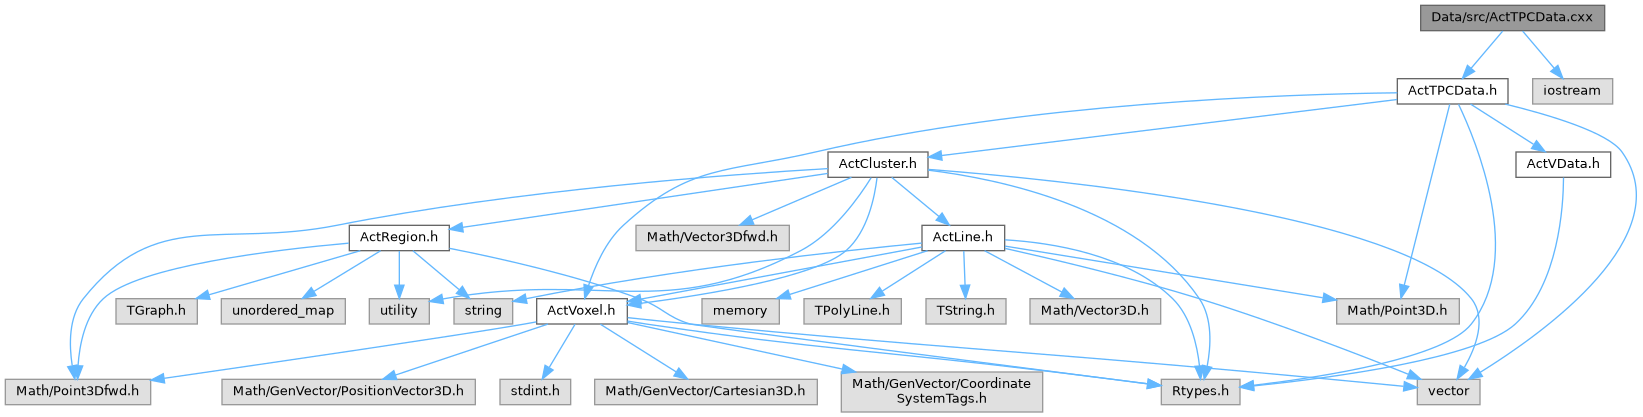 Data/src/ActTPCData.cxx
ActTPCData.h
iostream
ActCluster.h
ActVData.h
ActRegion.h
Math/Vector3Dfwd.h
ActLine.h
TGraph.h
unordered_map
utility
string
ActVoxel.h
memory
TPolyLine.h
TString.h
Math/Vector3D.h
Math/Point3D.h
Math/Point3Dfwd.h
Math/GenVector/PositionVector3D.h
stdint.h
Math/GenVector/Cartesian3D.h
Math/GenVector/Coordinate
SystemTags.h
Rtypes.h
vector